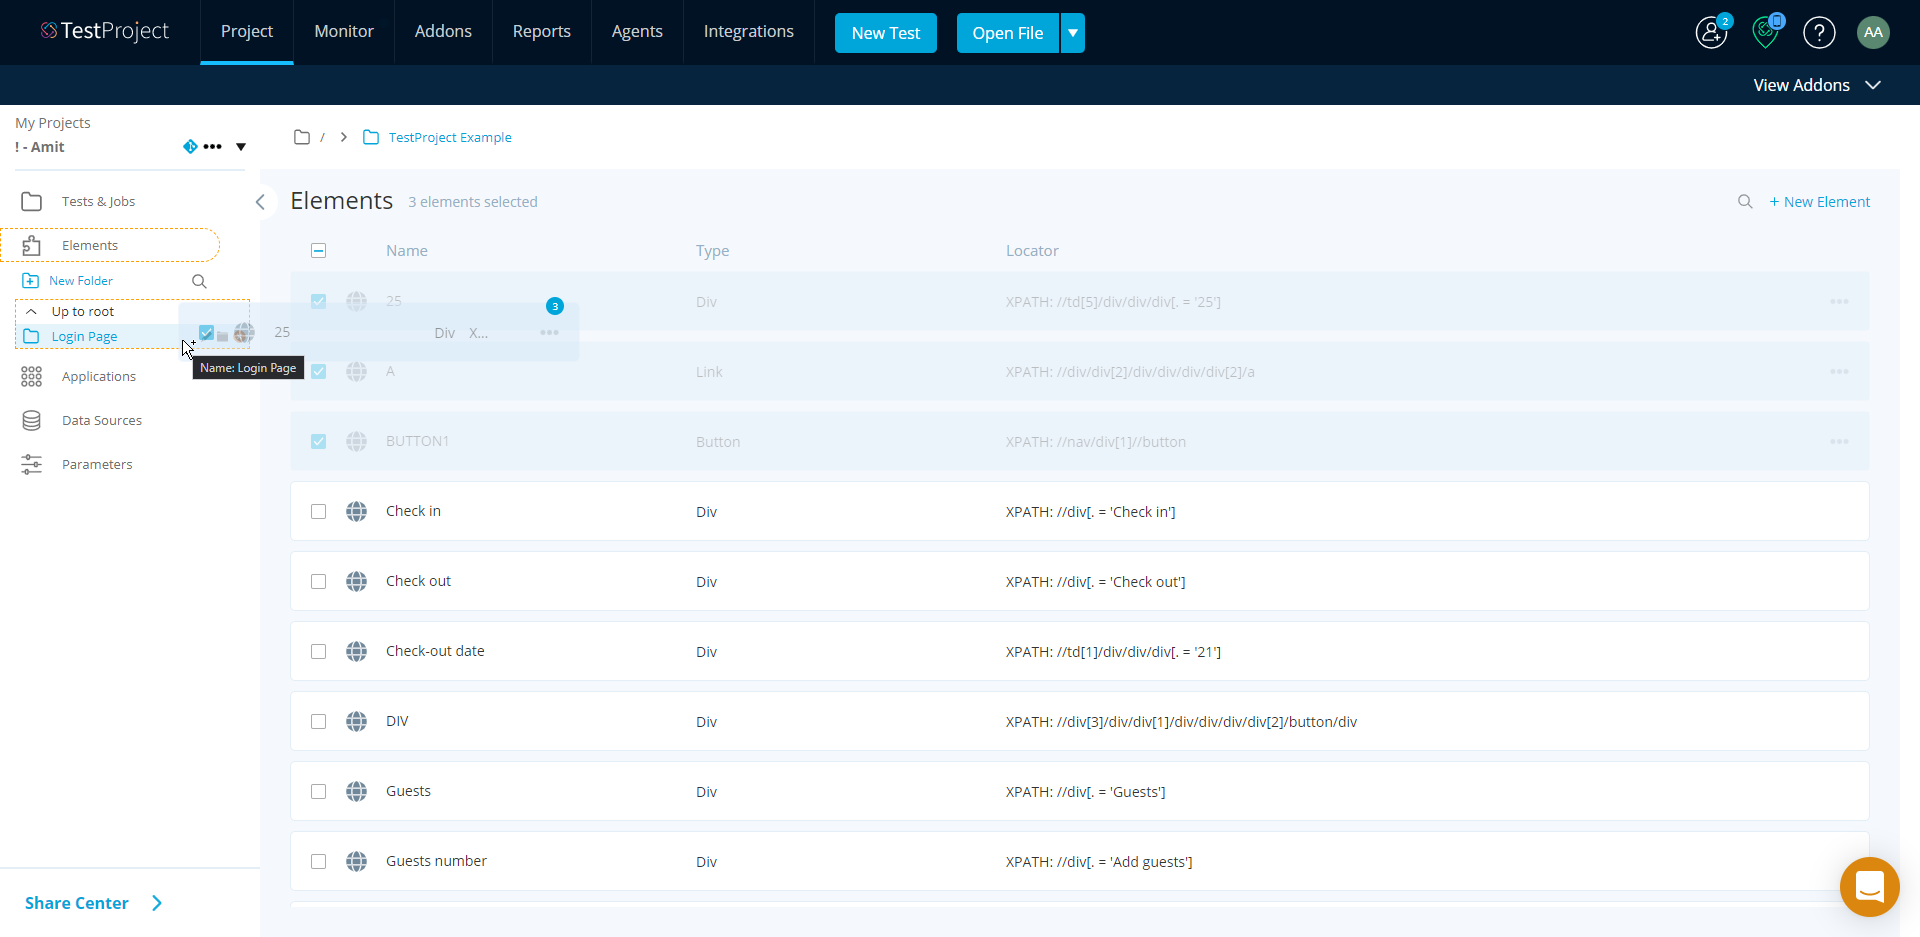 TestProject
Project
Monitor
Addons
Reports
Agents
Integrations
New Test
Open File
2
AA
View Addons
My Projects
! - Amit
/
TestProject Example
Tests & Jobs
Elements
New Folder
Up to root
Login Page
Name: Login Page
Applications
Data Sources
Parameters
Share Center
Elements 3 elements selected
+ New Element
Name Type Locator
25 Div XPATH: //td[5]/div/div/div[. = '25']
3
25 Div X...
A Link XPATH: //div/div[2]/div/div/div/div[2]/a
BUTTON1 Button XPATH: //nav/div[1]//button
Check in Div XPATH: //div[. = 'Check in']
Check out Div XPATH: //div[. = 'Check out']
Check-out date Div XPATH: //td[1]/div/div/div[. = '21']
DIV Div XPATH: //div[3]/div/div[1]/div/div/div/div[2]/button/div
Guests Div XPATH: //div[. = 'Guests']
Guests number Div XPATH: //div[. = 'Add guests']